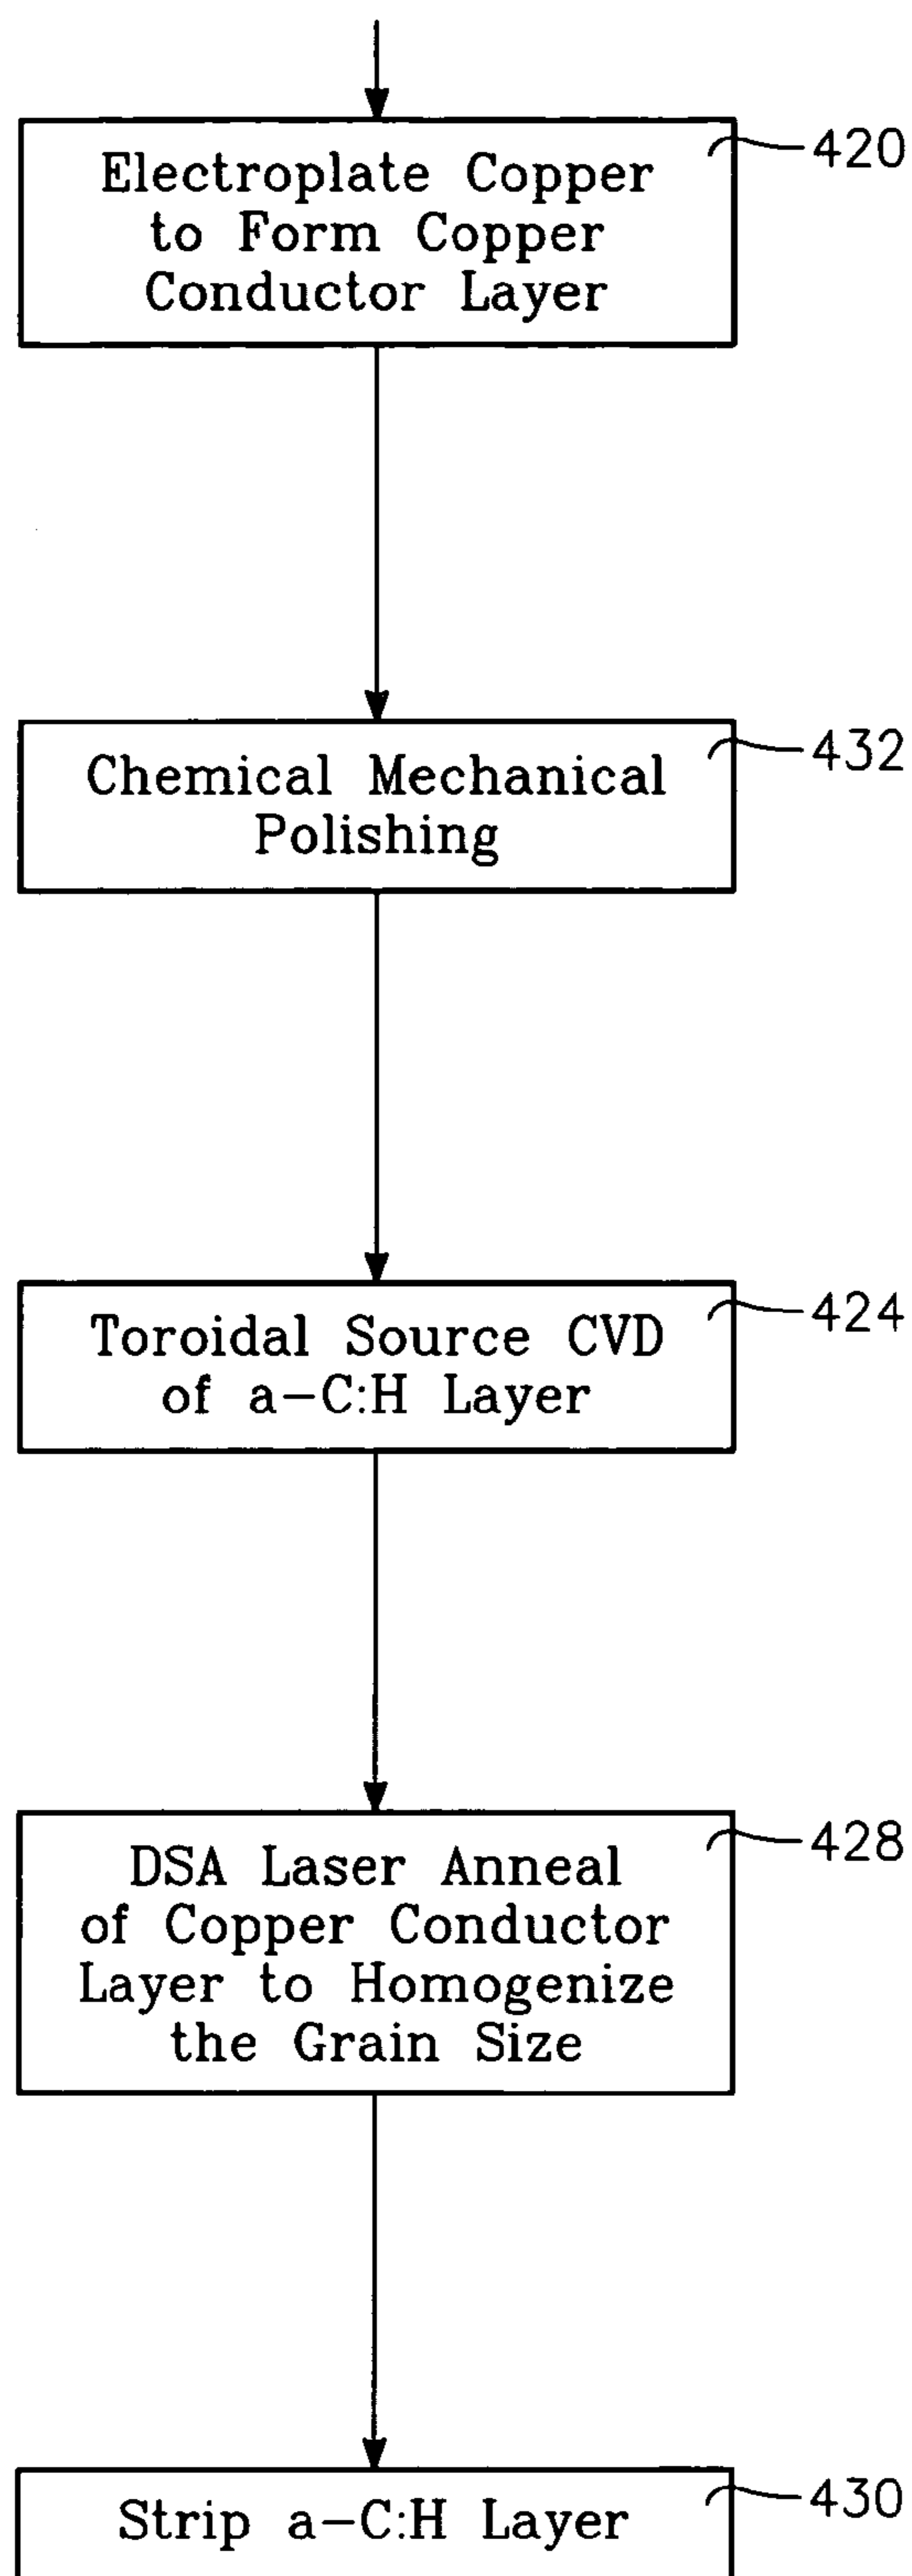 Electroplate Copper
to Form Copper
Conductor Layer
420
Chemical Mechanical
Polishing
432
Toroidal Source CVD
of a-C:H Layer
424
DSA Laser Anneal
of Copper Conductor
Layer to Homogenize
the Grain Size
428
Strip a-C:H Layer
430